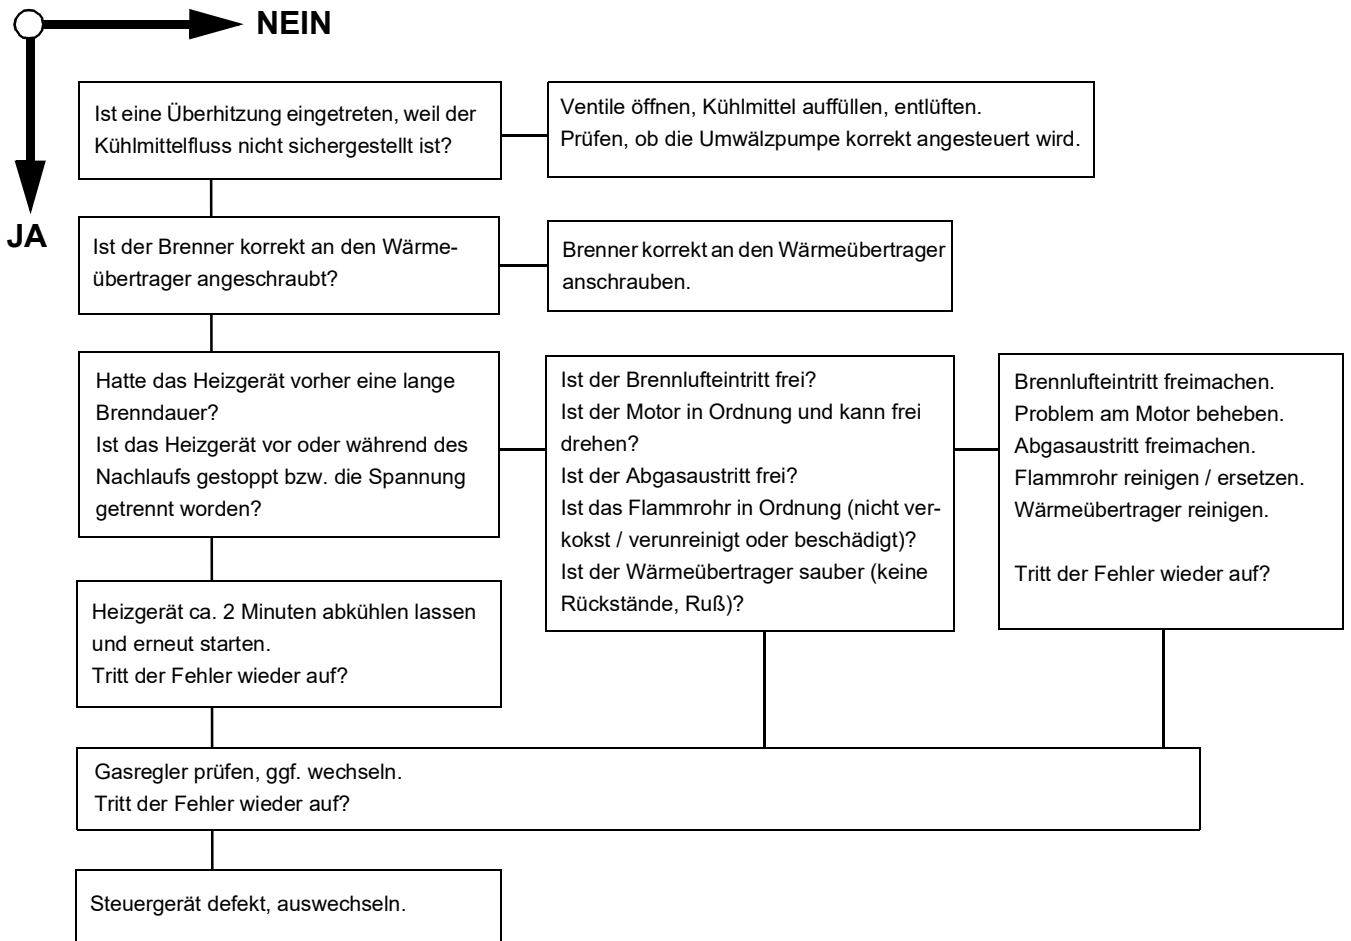 NEIN
JA
Ist eine Überhitzung eingetreten, weil der
Kühlmittelfluss nicht sichergestellt ist?
Ventile öffnen, Kühlmittel auffüllen, entlüften.
Prüfen, ob die Umwälzpumpe korrekt angesteuert wird.
Ist der Brenner korrekt an den Wärme-
übertrager angeschraubt?
Brenner korrekt an den Wärmeübertrager
anschrauben.
Hatte das Heizgerät vorher eine lange
Brenndauer?
Ist das Heizgerät vor oder während des
Nachlaufs gestoppt bzw. die Spannung
getrennt worden?
Ist der Brennlufteintritt frei?
Ist der Motor in Ordnung und kann frei
drehen?
Ist der Abgasaustritt frei?
Ist das Flammrohr in Ordnung (nicht ver-
kokst / verunreinigt oder beschädigt)?
Ist der Wärmeübertrager sauber (keine
Rückstände, Ruß)?
Brennlufteintritt freimachen.
Problem am Motor beheben.
Abgasaustritt freimachen.
Flammrohr reinigen / ersetzen.
Wärmeübertrager reinigen.
Tritt der Fehler wieder auf?
Heizgerät ca. 2 Minuten abkühlen lassen
und erneut starten.
Tritt der Fehler wieder auf?
Gasregler prüfen, ggf. wechseln.
Tritt der Fehler wieder auf?
Steuergerät defekt, auswechseln.